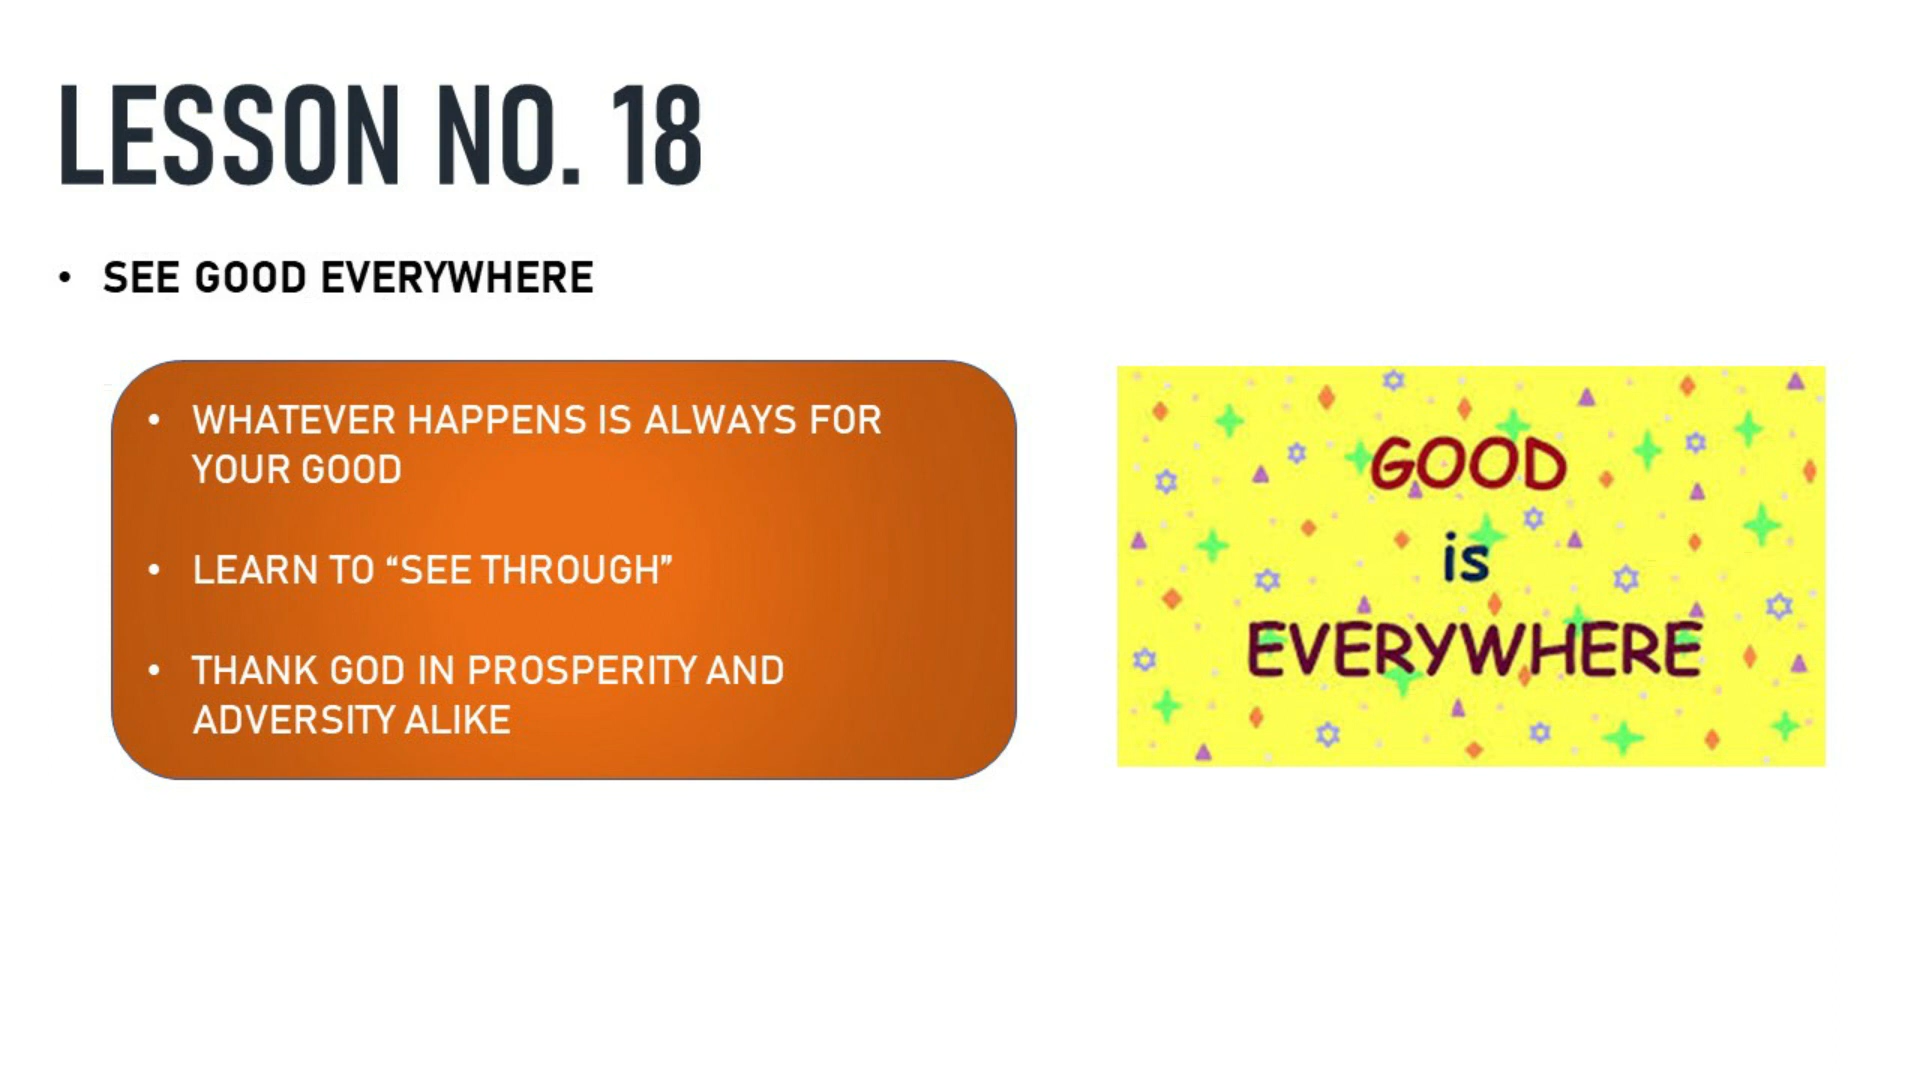 LESSON NO. 18
• SEE GOOD EVERYWHERE
• WHATEVER HAPPENS IS ALWAYS FOR
YOUR GOOD
• LEARN TO “SEE THROUGH”
• THANK GOD IN PROSPERITY AND
ADVERSITY ALIKE
GOOD
is
EVERYWHERE